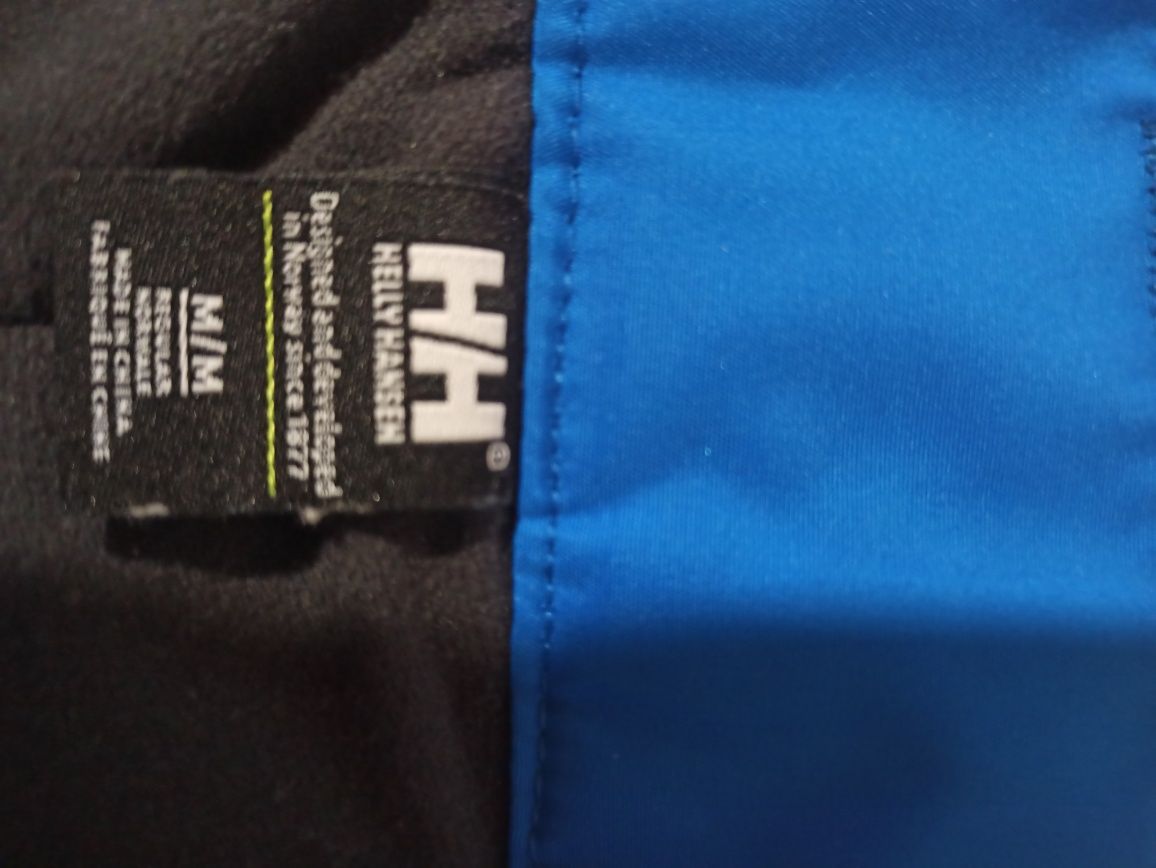 H/H®
HELLY HANSEN
Designed and developed
in Norway since 1877
M/M
REGULAR
NORMALE
MADE IN CHINA
FABRIQUÉ EN CHINE